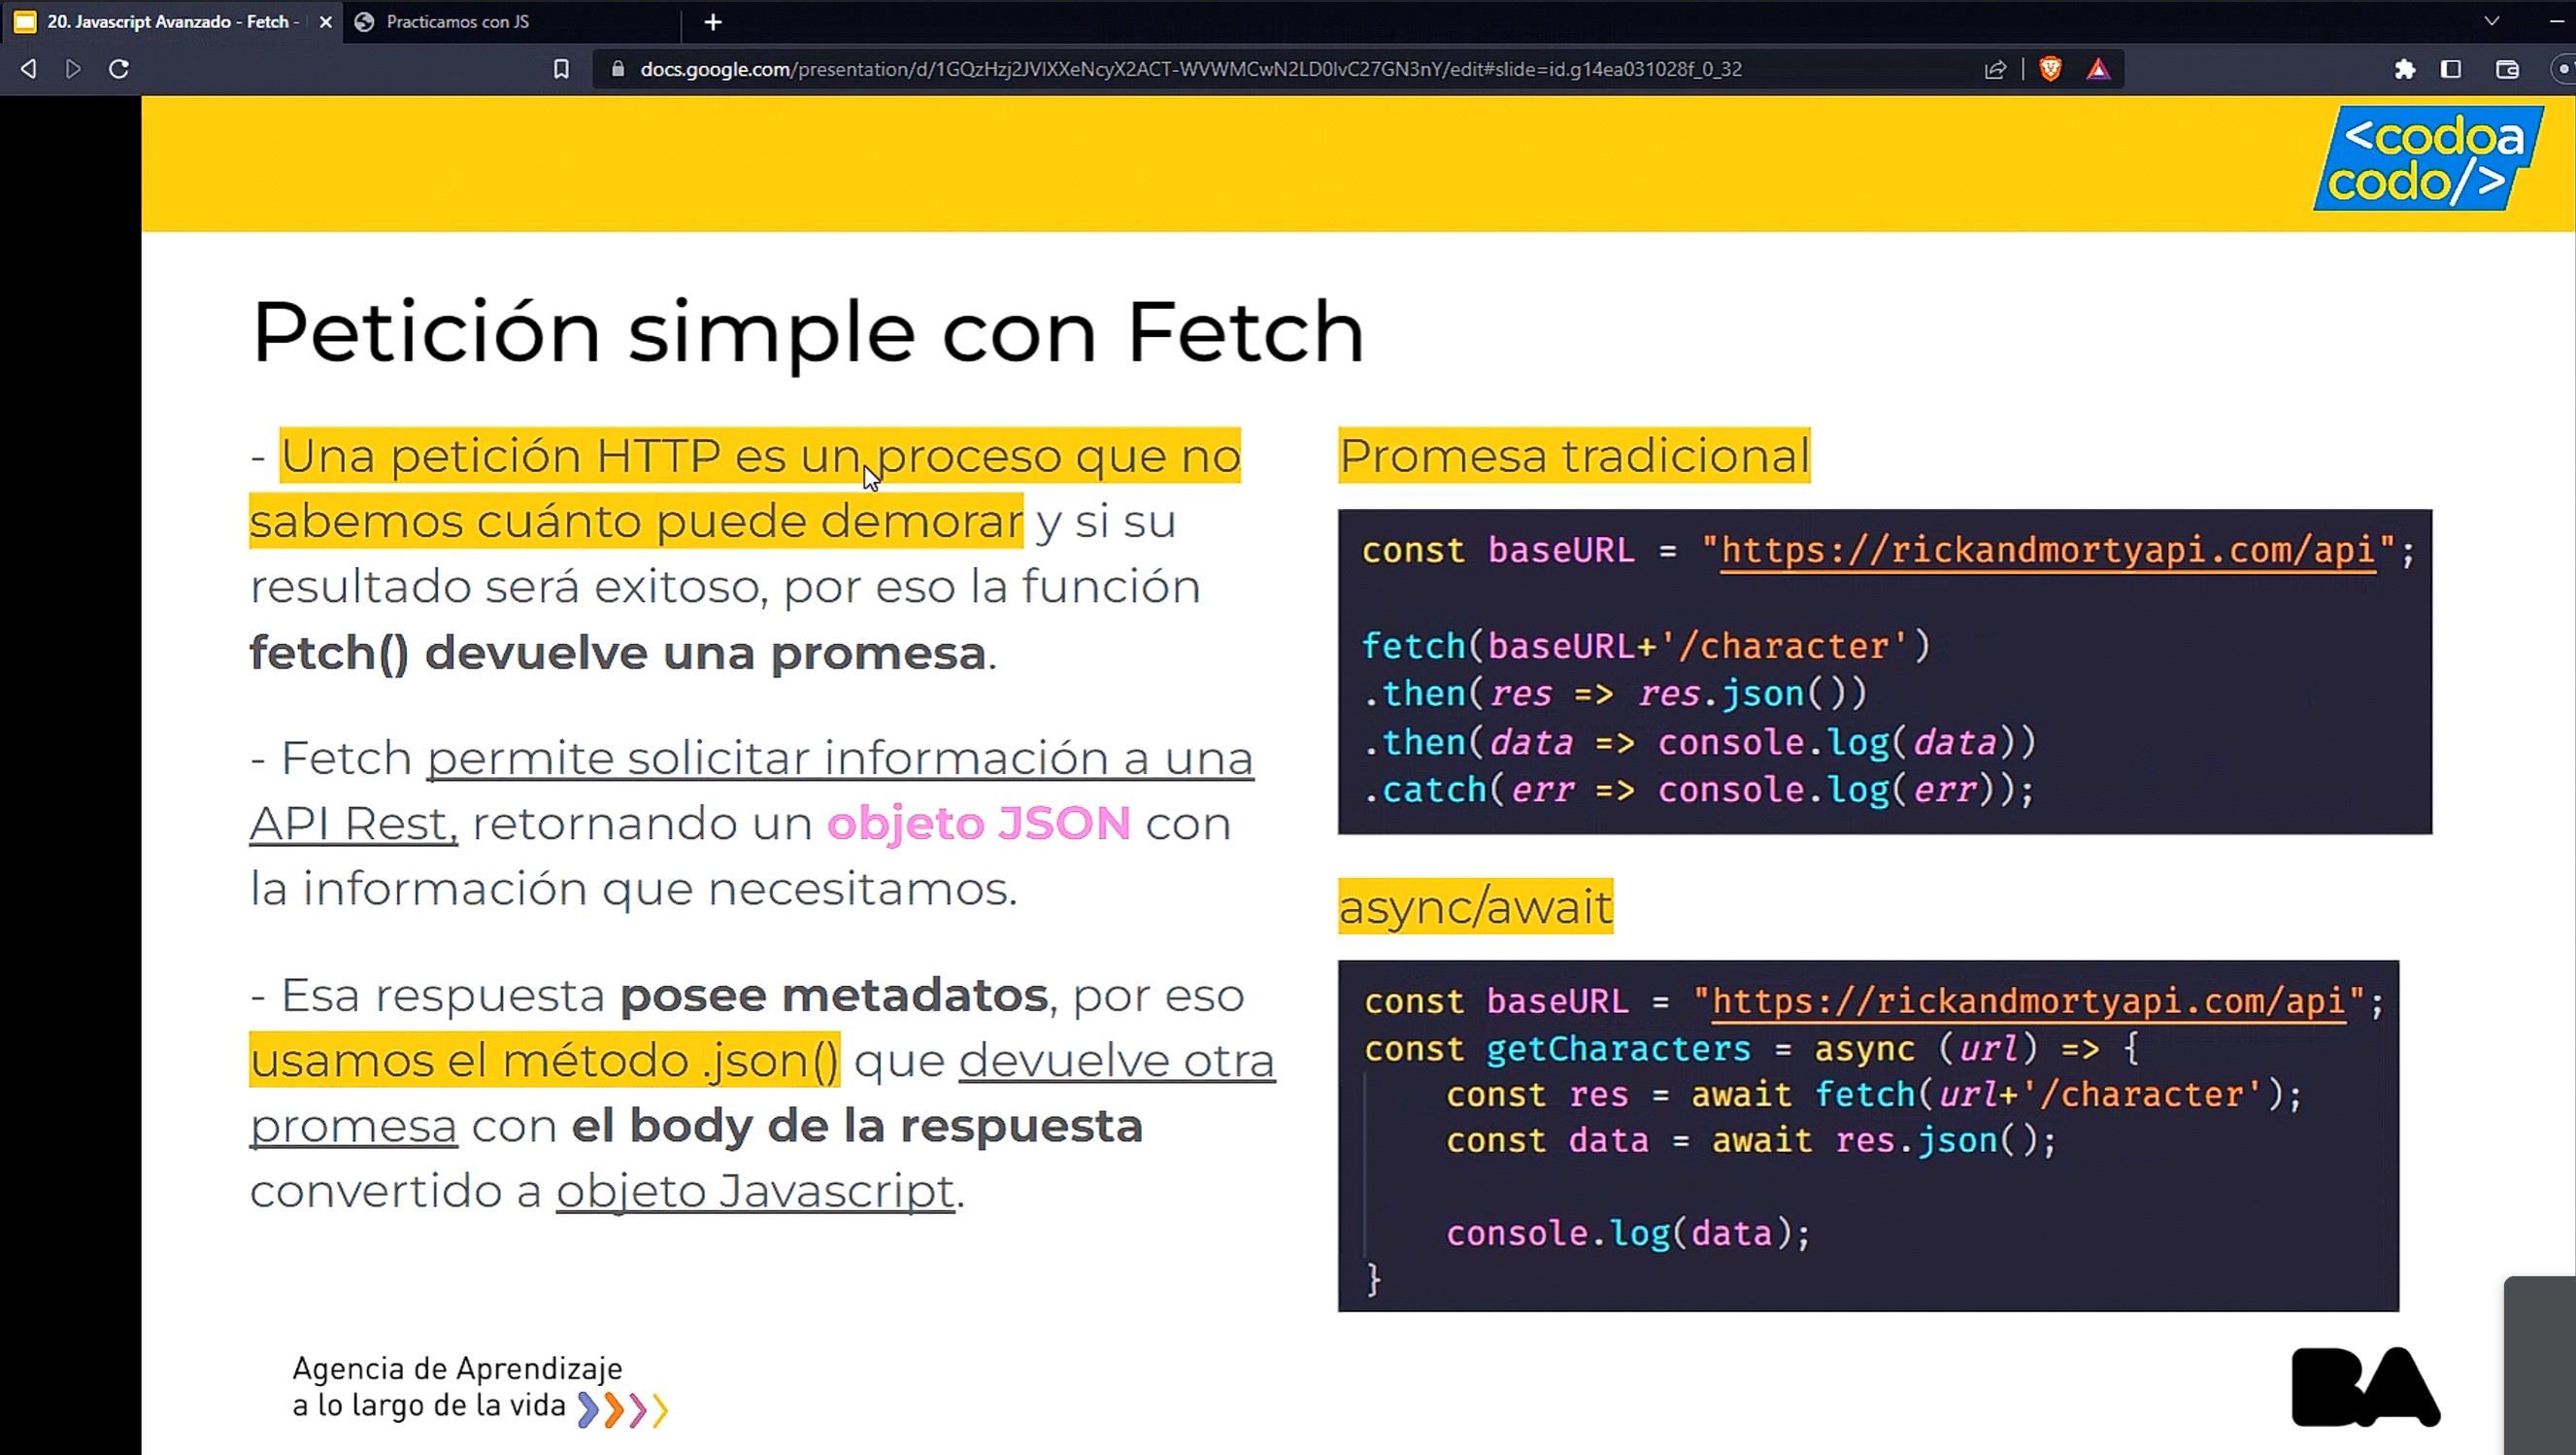 20. Javascript Avanzado - Fetch -
Practicamos con JS
docs.google.com/presentation/d/1GQzHzj2JVlXXeNcyX2ACT-WVWMCwN2LD0lvC27GN3nY/edit#slide=id.g14ea031028f_0_32
<codoa
codo/>
Petición simple con Fetch
- Una petición HTTP es un proceso que no
sabemos cuánto puede demorar y si su
resultado será exitoso, por eso la función
fetch() devuelve una promesa.
- Fetch permite solicitar información a una
API Rest, retornando un objeto JSON con
la información que necesitamos.
- Esa respuesta posee metadatos, por eso
usamos el método .json() que devuelve otra
promesa con el body de la respuesta
convertido a objeto Javascript.
Promesa tradicional
const baseURL = "https://rickandmortyapi.com/api";
fetch(baseURL+'/character')
.then(res => res.json())
.then(data => console.log(data))
.catch(err => console.log(err));
async/await
const baseURL = "https://rickandmortyapi.com/api";
const getCharacters = async (url) => {
const res = await fetch(url+'/character');
const data = await res.json();
console.log(data);
}
Agencia de Aprendizaje
a lo largo de la vida
BA